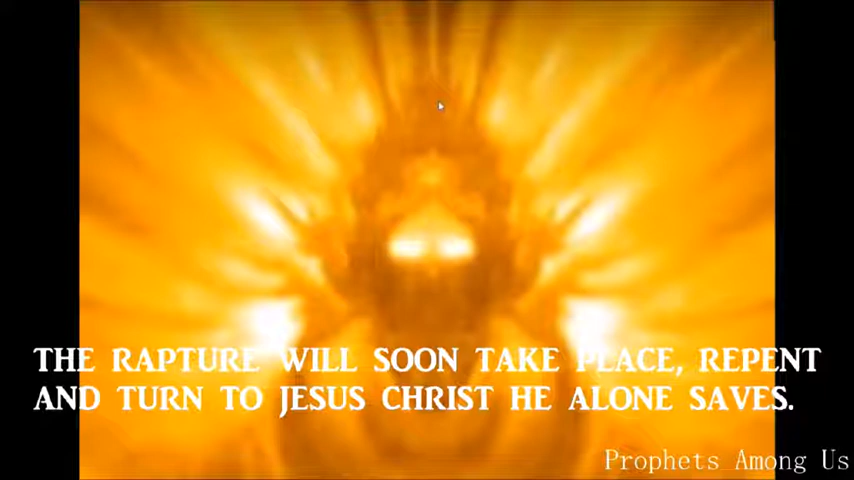 THE RAPTURE WILL SOON TAKE PLACE, REPENT
AND TURN TO JESUS CHRIST HE ALONE SAVES.
Prophets Among Us